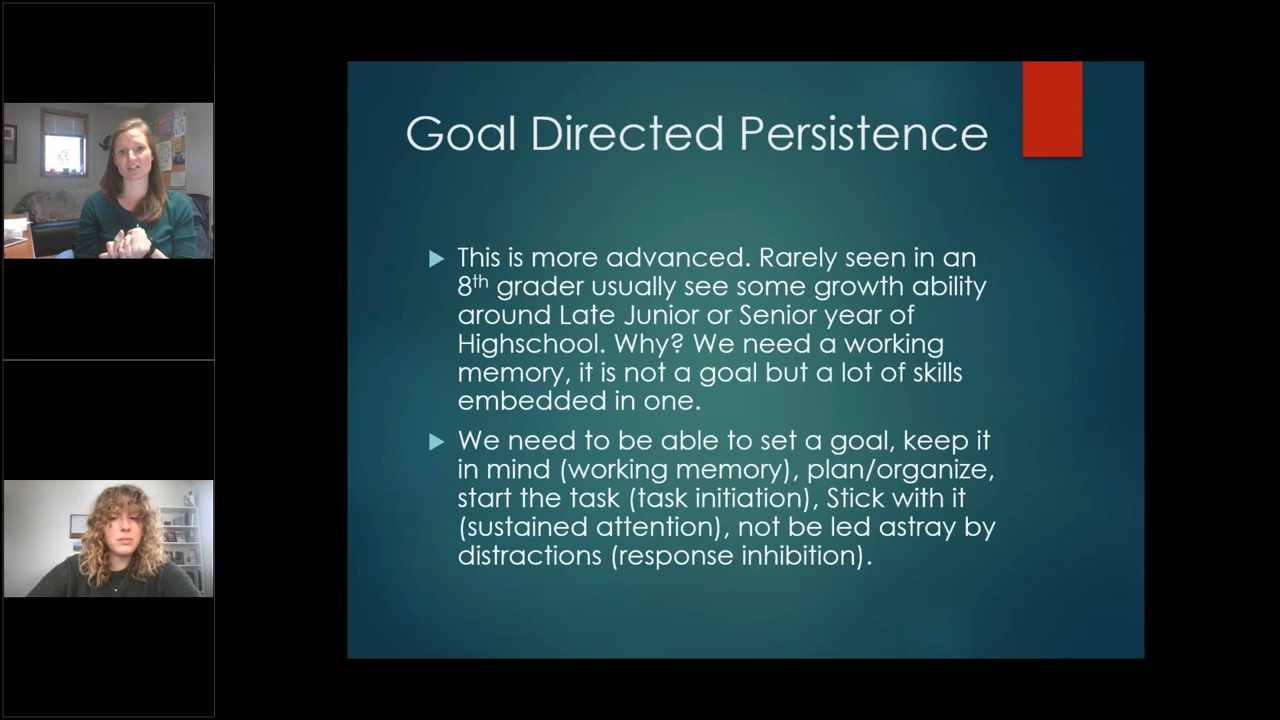 Goal Directed Persistence
This is more advanced. Rarely seen in an
8th grader usually see some growth ability
around Late Junior or Senior year of
Highschool. Why? We need a working
memory, it is not a goal but a lot of skills
embedded in one.
We need to be able to set a goal, keep it
in mind (working memory), plan/organize,
start the task (task initiation), Stick with it
(sustained attention), not be led astray by
distractions (response inhibition).